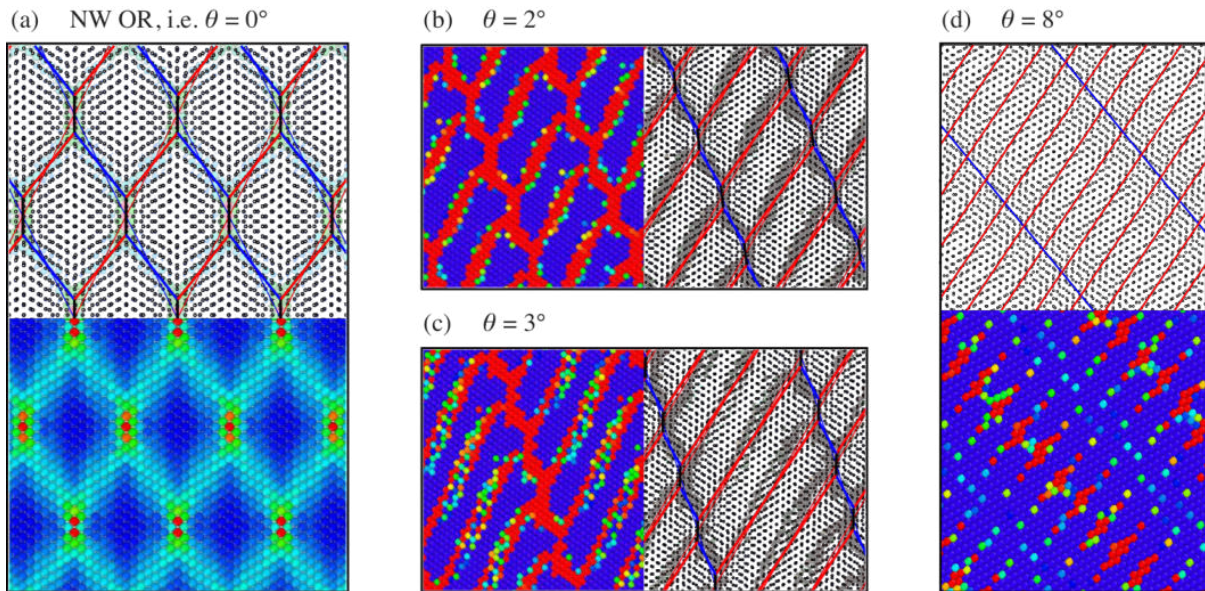 (a) NW OR, i.e. θ = 0°
(b) θ = 2°
(c) θ = 3°
(d) θ = 8°